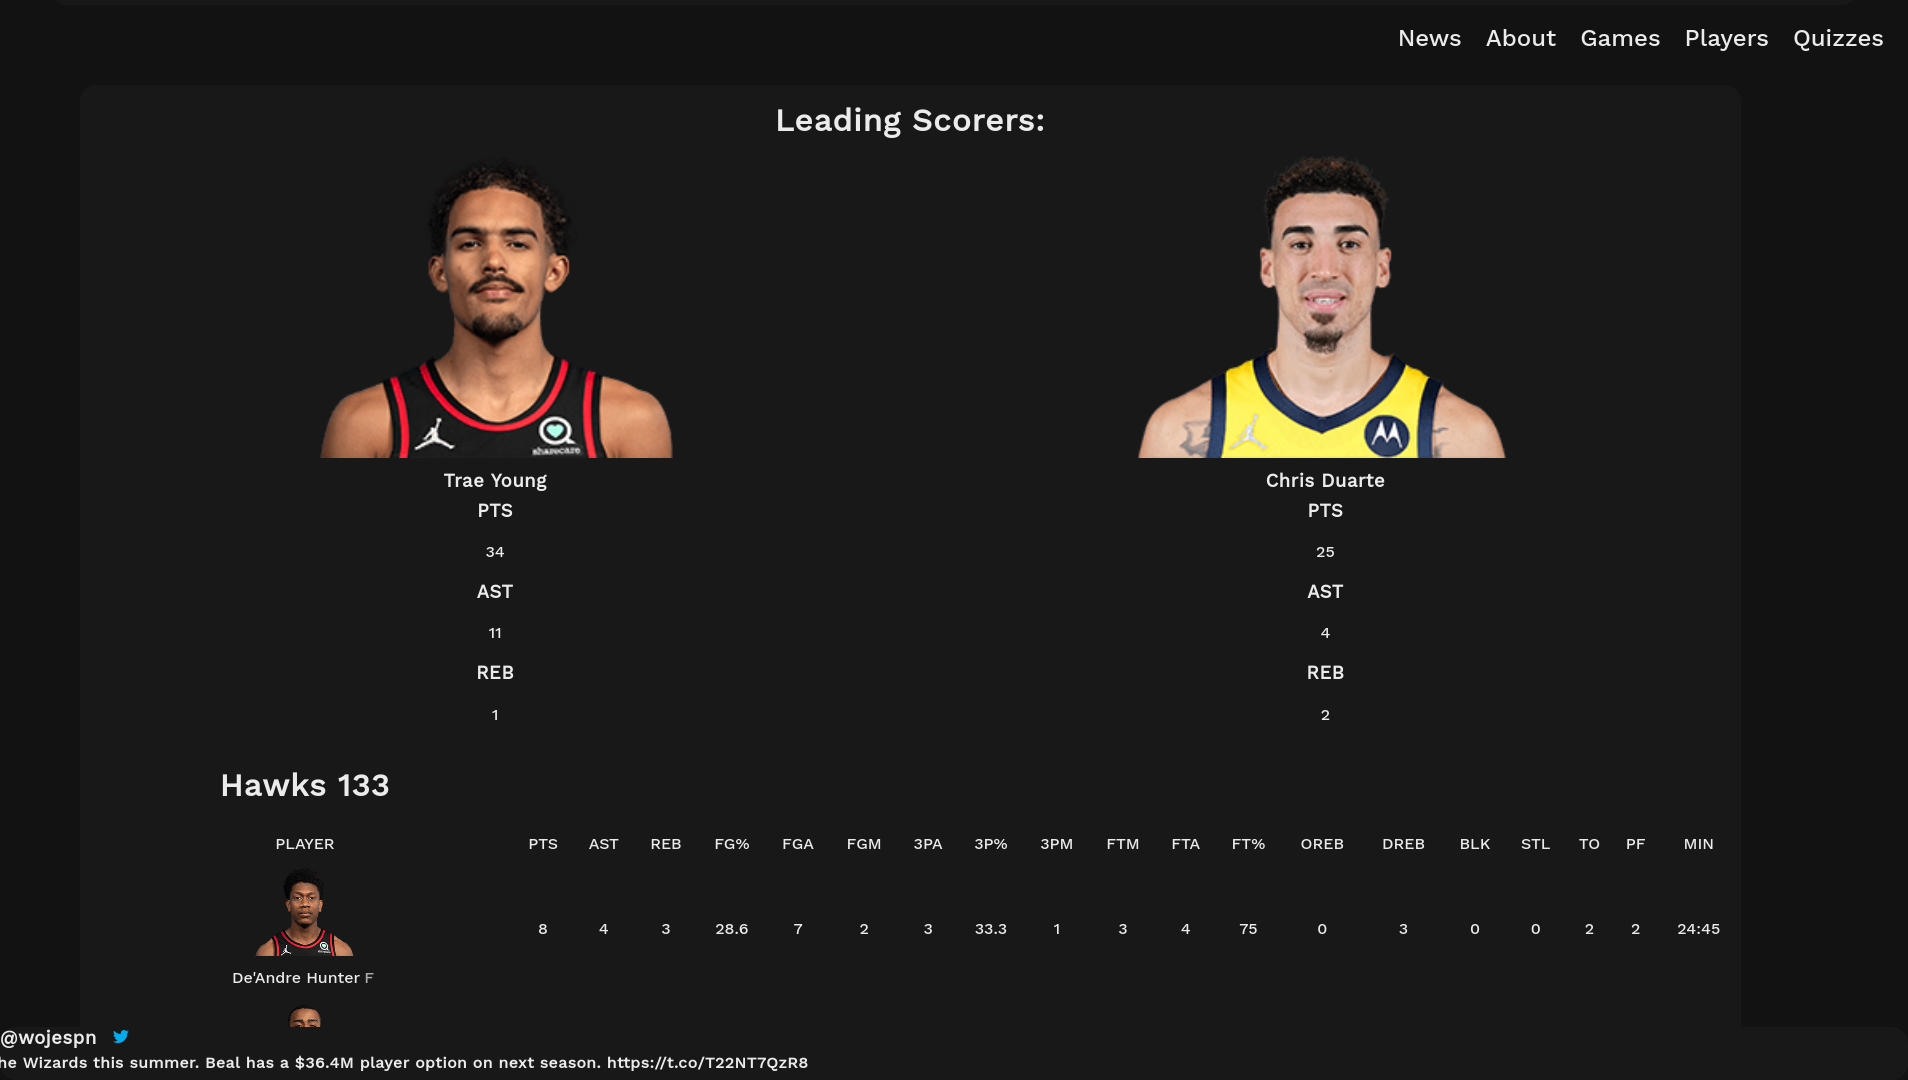 News About Games Players Quizzes
Leading Scorers:
sharecare
Trae Young
PTS
34
AST
11
REB
1
Chris Duarte
PTS
25
AST
4
REB
2
Hawks 133
PLAYER PTS AST REB FG% FGA FGM 3PA 3P% 3PM FTM FTA FT% OREB DREB BLK STL TO PF MIN
8 4 3 28.6 7 2 3 33.3 1 3 4 75 0 3 0 0 2 2 24:45
De'Andre Hunter F
@wojespn
he Wizards this summer. Beal has a $36.4M player option on next season. https://t.co/T22NT7QzR8